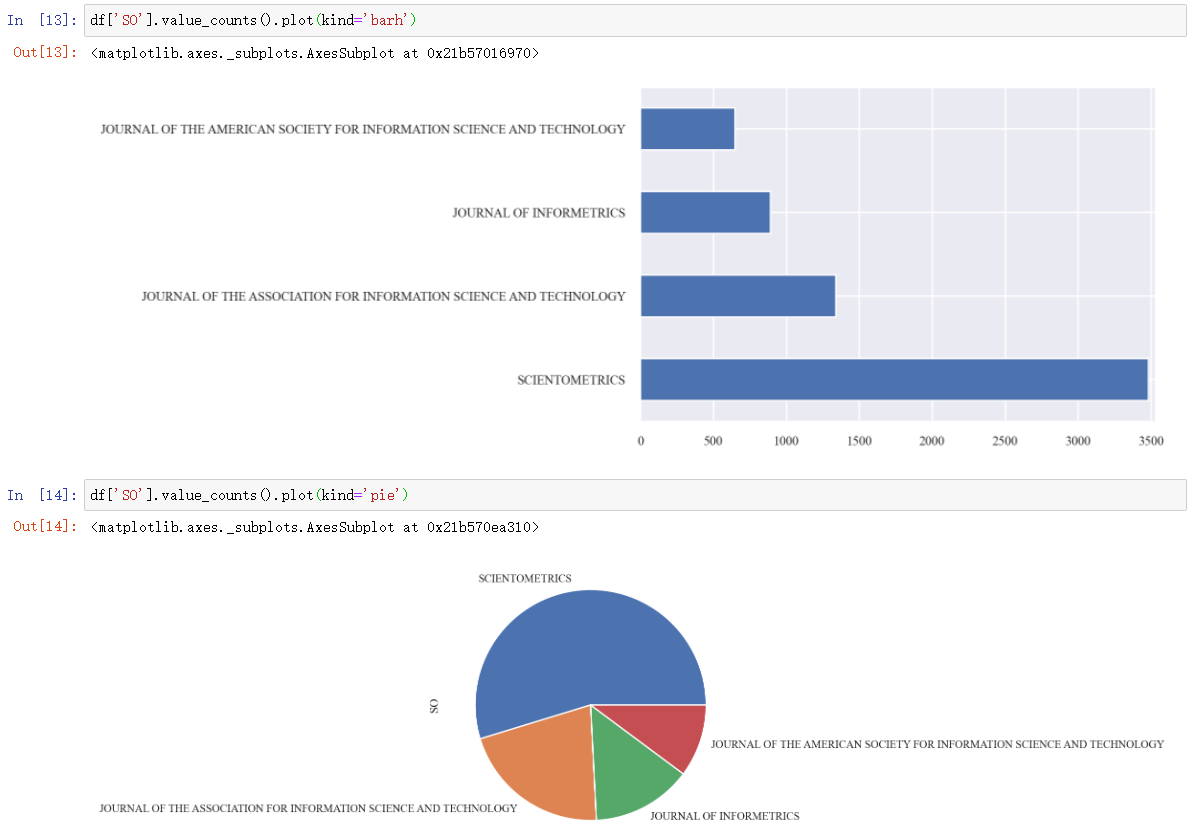 In [13]: df['SO'].value_counts().plot(kind='barh')
Out[13]: <matplotlib.axes._subplots.AxesSubplot at 0x21b57016970>
JOURNAL OF THE AMERICAN SOCIETY FOR INFORMATION SCIENCE AND TECHNOLOGY
JOURNAL OF INFORMETRICS
JOURNAL OF THE ASSOCIATION FOR INFORMATION SCIENCE AND TECHNOLOGY
SCIENTOMETRICS
0 500 1000 1500 2000 2500 3000 3500
In [14]: df['SO'].value_counts().plot(kind='pie')
Out[14]: <matplotlib.axes._subplots.AxesSubplot at 0x21b570ea310>
SCIENTOMETRICS
SO
JOURNAL OF THE AMERICAN SOCIETY FOR INFORMATION SCIENCE AND TECHNOLOGY
JOURNAL OF THE ASSOCIATION FOR INFORMATION SCIENCE AND TECHNOLOGY
JOURNAL OF INFORMETRICS